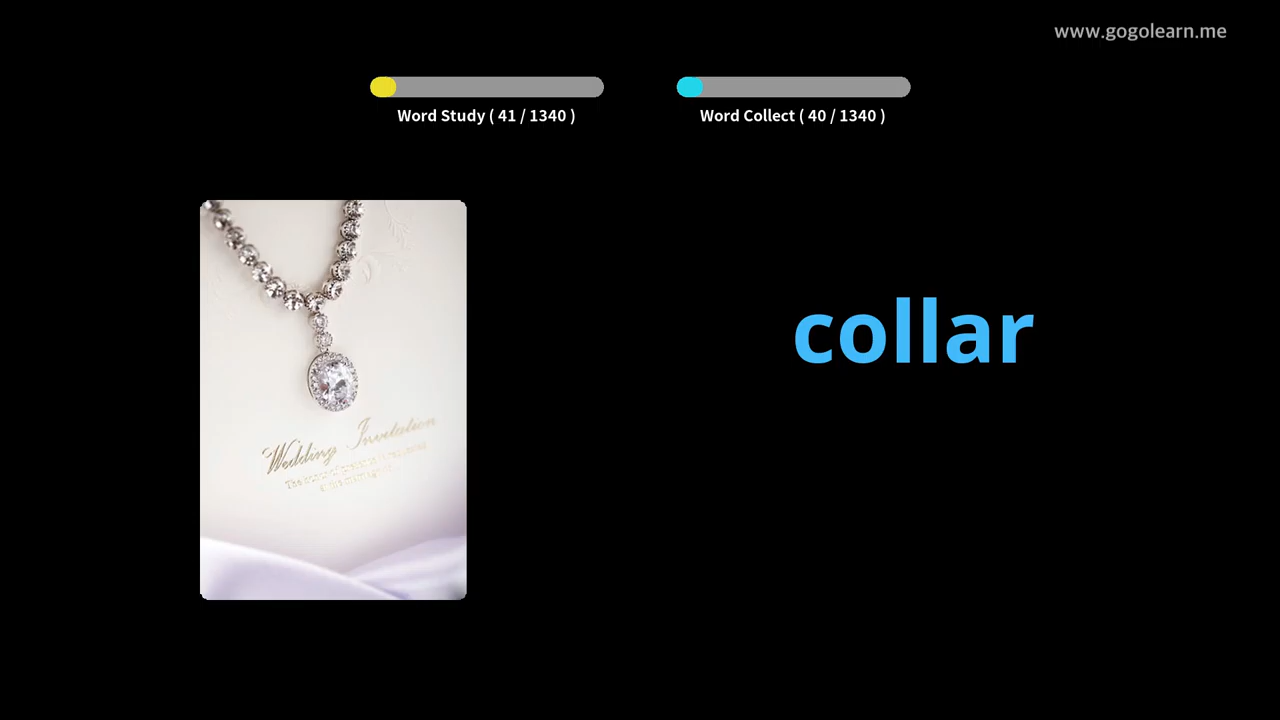 www.gogolearn.me
Word Study ( 41 / 1340 )
Word Collect ( 40 / 1340 )
collar
Wedding Invitation